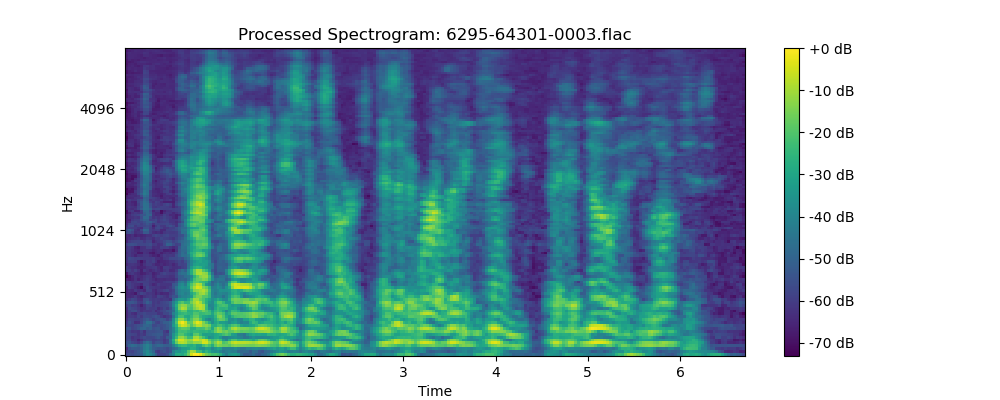 Processed Spectrogram: 6295-64301-0003.flac
Hz
4096
2048
1024
512
0
0 1 2 3 4 5 6
Time
+0 dB
-10 dB
-20 dB
-30 dB
-40 dB
-50 dB
-60 dB
-70 dB